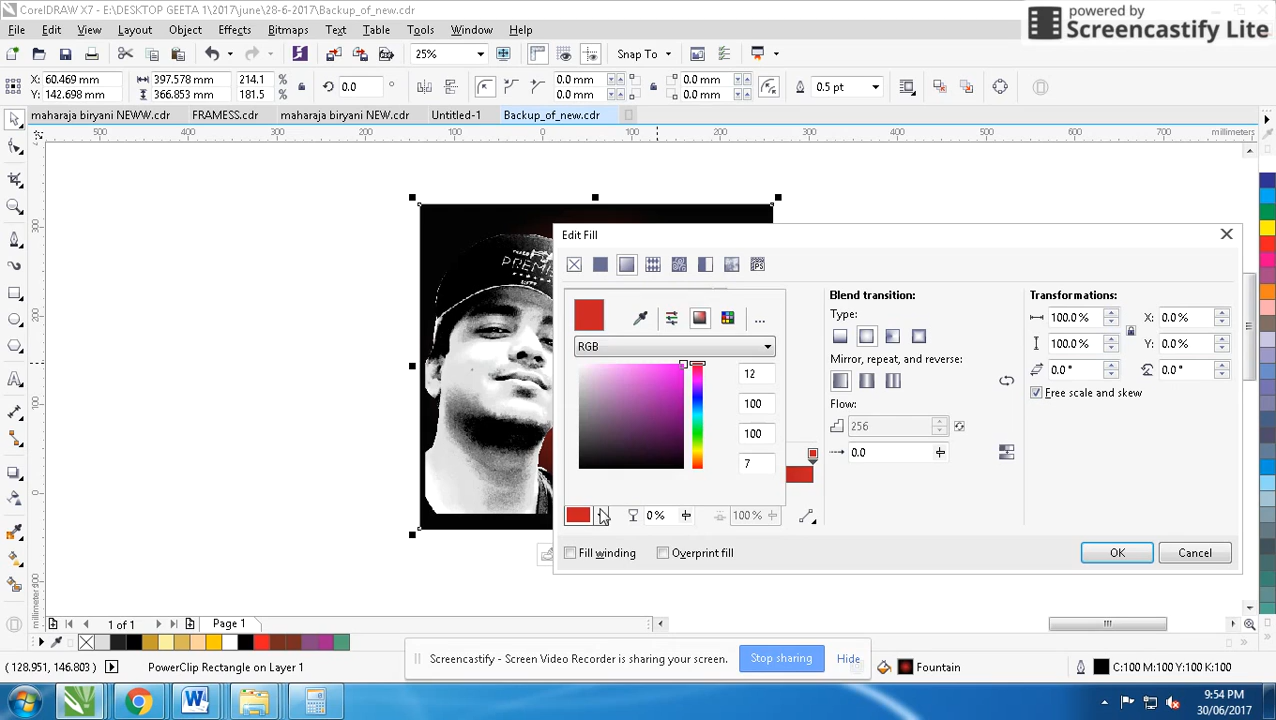 CorelDRAW X7 - E:\DESKTOP GEETA 1\2017\june\28-6-2017\Backup_of_new.cdr
powered by
Screencastify Lite
File Edit View Layout Object Effects Bitmaps Text Table Tools Window Help
25% Snap To
X: 60.469 mm 397.578 mm 214.1 %
Y: 142.698 mm 366.853 mm 181.5 %
0.0 °
0.0 mm 0.0 mm
0.0 mm 0.0 mm
0.5 pt
maharaja biryani NEWW.cdr FRAMESS.cdr maharaja biryani NEW.cdr Untitled-1 Backup_of_new.cdr
500 400 300 200 100 0 100 200 300 400 500 600 700 millimeters
300
200
100
0
millimeters
PREMI
Edit Fill
RGB
12
100
100
7
0 % 100 %
Fill winding Overprint fill
Blend transition:
Type:
Mirror, repeat, and reverse:
Flow:
256
0.0
Transformations:
100.0 % X: 0.0 %
100.0 % Y: 0.0 %
0.0 ° 0.0 %
Free scale and skew
OK Cancel
1 of 1 Page 1
Screencastify - Screen Video Recorder is sharing your screen. Stop sharing Hide
(128.951, 146.803) PowerClip Rectangle on Layer 1 Fountain C:100 M:100 Y:100 K:100
9:54 PM
30/06/2017